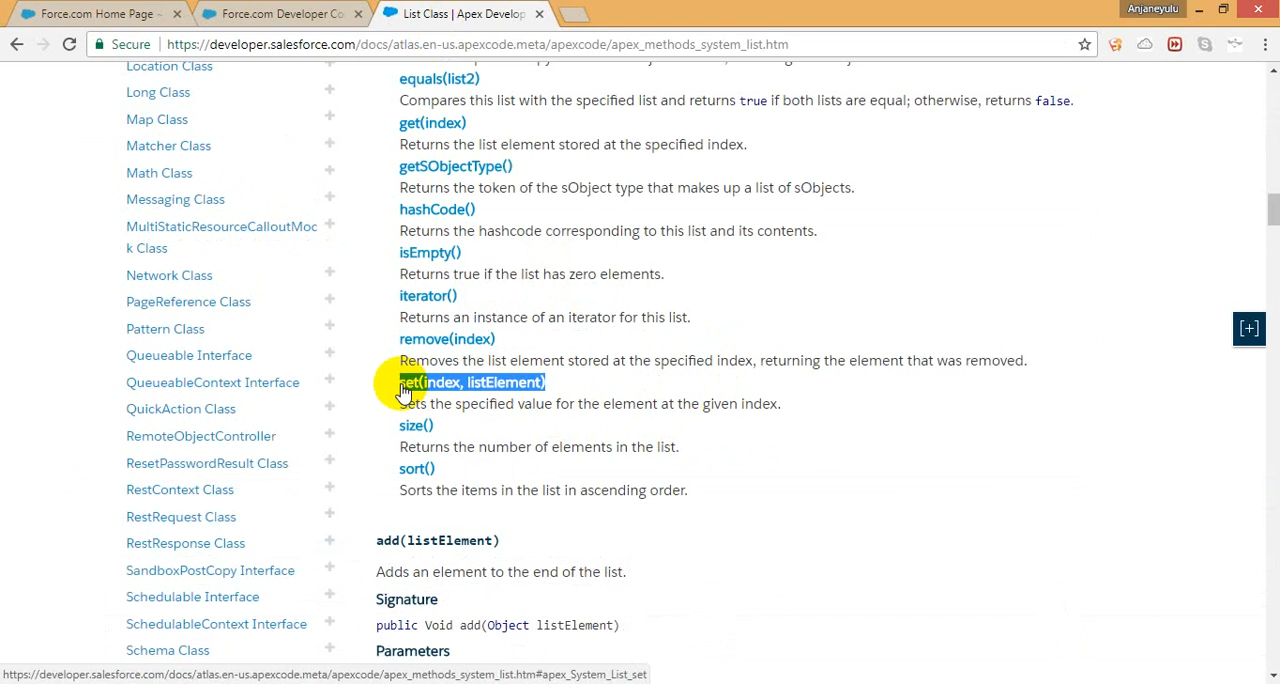 Force.com Home Page ~
Force.com Developer Co
List Class | Apex Develop
Anjaneyulu
Secure
https://developer.salesforce.com/docs/atlas.en-us.apexcode.meta/apexcode/apex_methods_system_list.htm
Location Class
Long Class
Map Class
Matcher Class
Math Class
Messaging Class
MultiStaticResourceCalloutMoc
k Class
Network Class
PageReference Class
Pattern Class
Queueable Interface
QueueableContext Interface
QuickAction Class
RemoteObjectController
ResetPasswordResult Class
RestContext Class
RestRequest Class
RestResponse Class
SandboxPostCopy Interface
Schedulable Interface
SchedulableContext Interface
Schema Class
equals(list2)
Compares this list with the specified list and returns true if both lists are equal; otherwise, returns false.
get(index)
Returns the list element stored at the specified index.
getSObjectType()
Returns the token of the sObject type that makes up a list of sObjects.
hashCode()
Returns the hashcode corresponding to this list and its contents.
isEmpty()
Returns true if the list has zero elements.
iterator()
Returns an instance of an iterator for this list.
remove(index)
Removes the list element stored at the specified index, returning the element that was removed.
set(index, listElement)
Sets the specified value for the element at the given index.
size()
Returns the number of elements in the list.
sort()
Sorts the items in the list in ascending order.
add(listElement)
Adds an element to the end of the list.
Signature
public Void add(Object listElement)
Parameters
[+]
https://developer.salesforce.com/docs/atlas.en-us.apexcode.meta/apexcode/apex_methods_system_list.htm#apex_System_List_set